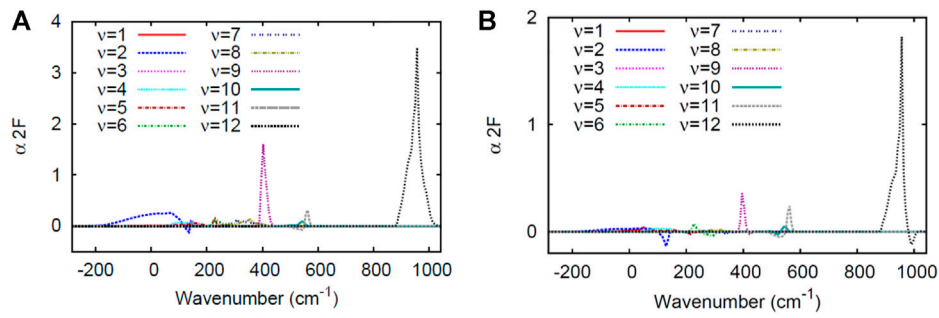 A
4
3
2
1
0
α 2F
ν=1
ν=2
ν=3
ν=4
ν=5
ν=6
ν=7
ν=8
ν=9
ν=10
ν=11
ν=12
-200 0 200 400 600 800 1000
Wavenumber (cm⁻¹)
B
2
1
0
α 2F
ν=1
ν=2
ν=3
ν=4
ν=5
ν=6
ν=7
ν=8
ν=9
ν=10
ν=11
ν=12
-200 0 200 400 600 800 1000
Wavenumber (cm⁻¹)